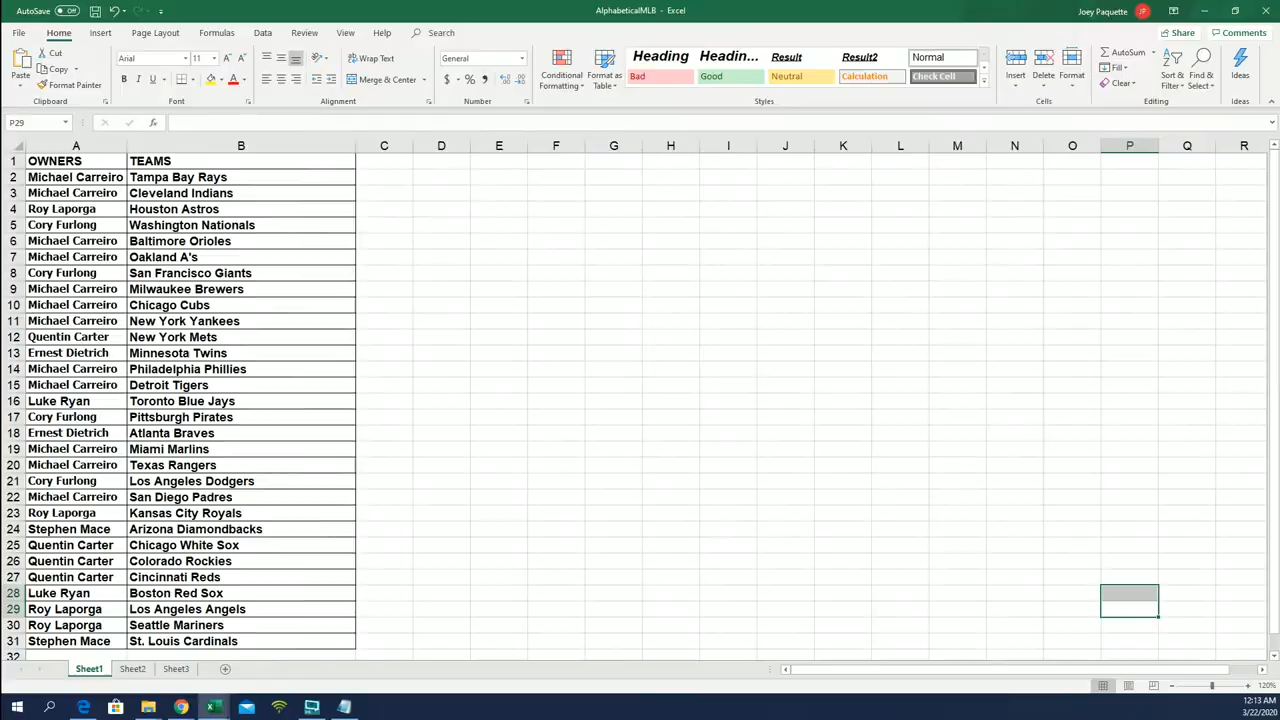 AutoSave Off AlphabeticalMLB - Excel Joey Paquette JP
File Home Insert Page Layout Formulas Data Review View Help Search Share Comments
Paste Cut Copy Format Painter Clipboard
Arial 11 A A B I U A Font
Wrap Text Merge & Center Alignment
General $ % Number
Conditional Formatting Format as Table
Heading Headin... Result Result2 Normal
Bad Good Neutral Calculation Check Cell
Styles
Insert Delete Format Cells
AutoSum Fill Clear Sort & Filter Find & Select Editing
Ideas Ideas
P29 fx
A B C D E F G H I J K L M N O P Q R
1 OWNERS TEAMS
2 Michael Carreiro Tampa Bay Rays
3 Michael Carreiro Cleveland Indians
4 Roy Laporga Houston Astros
5 Cory Furlong Washington Nationals
6 Michael Carreiro Baltimore Orioles
7 Michael Carreiro Oakland A's
8 Cory Furlong San Francisco Giants
9 Michael Carreiro Milwaukee Brewers
10 Michael Carreiro Chicago Cubs
11 Michael Carreiro New York Yankees
12 Quentin Carter New York Mets
13 Ernest Dietrich Minnesota Twins
14 Michael Carreiro Philadelphia Phillies
15 Michael Carreiro Detroit Tigers
16 Luke Ryan Toronto Blue Jays
17 Cory Furlong Pittsburgh Pirates
18 Ernest Dietrich Atlanta Braves
19 Michael Carreiro Miami Marlins
20 Michael Carreiro Texas Rangers
21 Cory Furlong Los Angeles Dodgers
22 Michael Carreiro San Diego Padres
23 Roy Laporga Kansas City Royals
24 Stephen Mace Arizona Diamondbacks
25 Quentin Carter Chicago White Sox
26 Quentin Carter Colorado Rockies
27 Quentin Carter Cincinnati Reds
28 Luke Ryan Boston Red Sox
29 Roy Laporga Los Angeles Angels
30 Roy Laporga Seattle Mariners
31 Stephen Mace St. Louis Cardinals
32
Sheet1 Sheet2 Sheet3
120%
12:13 AM
3/22/2020